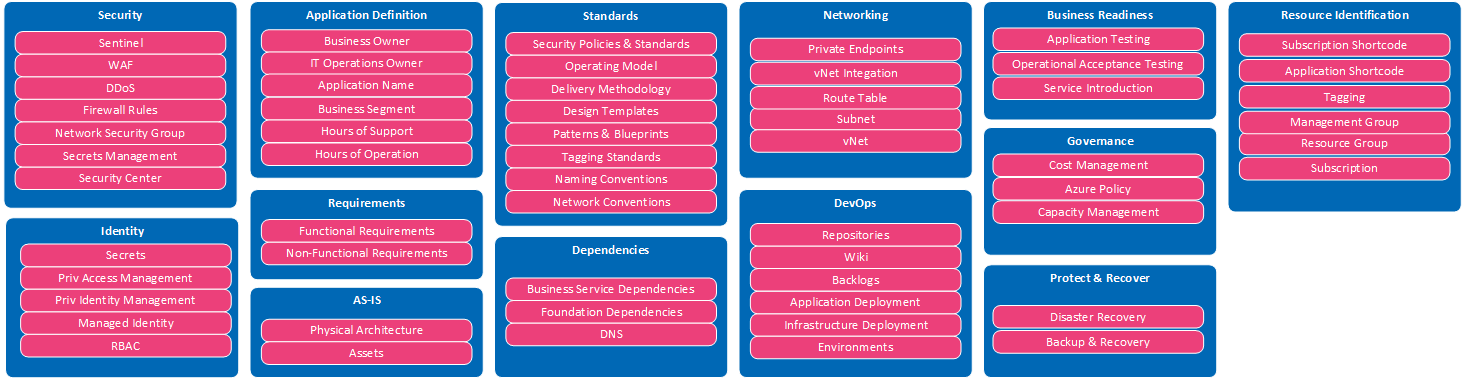 Security
Sentinel
WAF
DDoS
Firewall Rules
Network Security Group
Secrets Management
Security Center
Identity
Secrets
Priv Access Management
Priv Identity Management
Managed Identity
RBAC
Application Definition
Business Owner
IT Operations Owner
Application Name
Business Segment
Hours of Support
Hours of Operation
Requirements
Functional Requirements
Non-Functional Requirements
AS-IS
Physical Architecture
Assets
Standards
Security Policies & Standards
Operating Model
Delivery Methodology
Design Templates
Patterns & Blueprints
Tagging Standards
Naming Conventions
Network Conventions
Dependencies
Business Service Dependencies
Foundation Dependencies
DNS
Networking
Private Endpoints
vNet Integation
Route Table
Subnet
vNet
DevOps
Repositories
Wiki
Backlogs
Application Deployment
Infrastructure Deployment
Environments
Business Readiness
Application Testing
Operational Acceptance Testing
Service Introduction
Governance
Cost Management
Azure Policy
Capacity Management
Protect & Recover
Disaster Recovery
Backup & Recovery
Resource Identification
Subscription Shortcode
Application Shortcode
Tagging
Management Group
Resource Group
Subscription